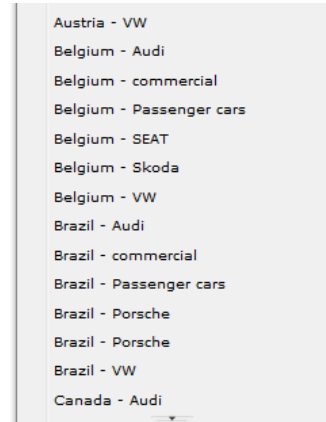 Austria - VW
Belgium - Audi
Belgium - commercial
Belgium - Passenger cars
Belgium - SEAT
Belgium - Skoda
Belgium - VW
Brazil - Audi
Brazil - commercial
Brazil - Passenger cars
Brazil - Porsche
Brazil - Porsche
Brazil - VW
Canada - Audi